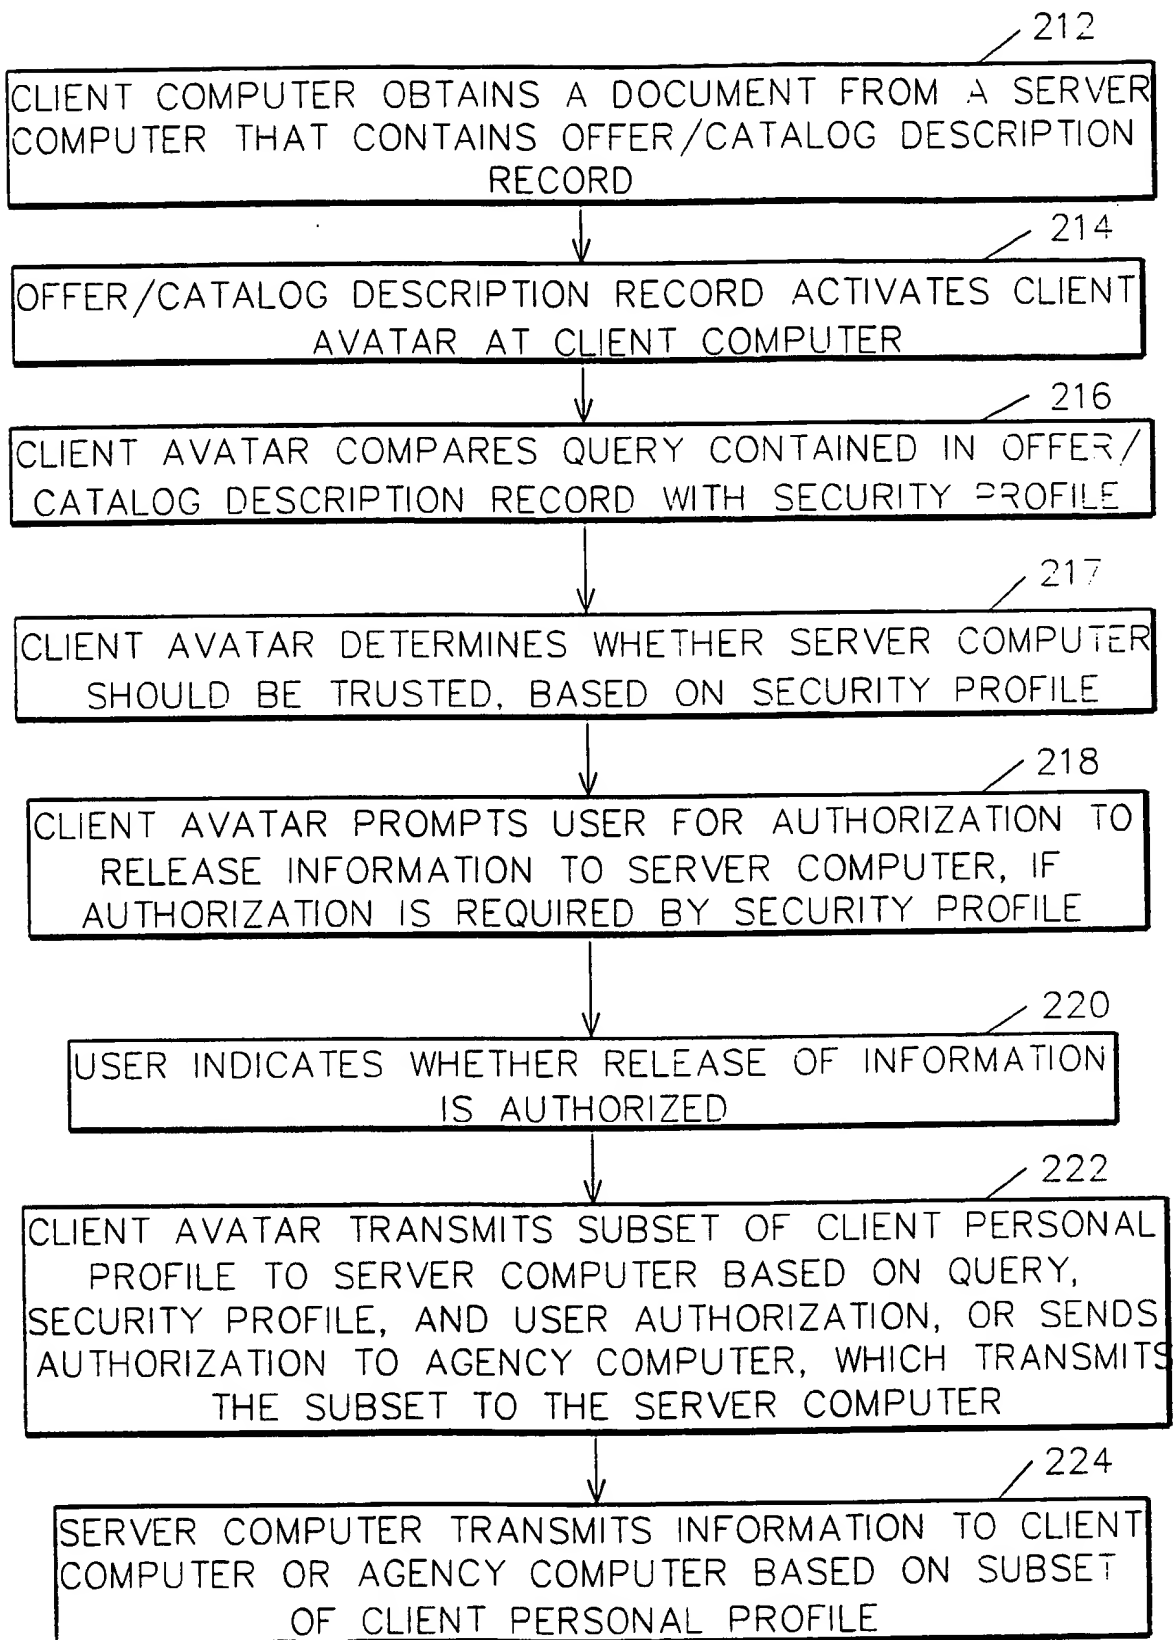 212
CLIENT COMPUTER OBTAINS A DOCUMENT FROM A SERVER
COMPUTER THAT CONTAINS OFFER/CATALOG DESCRIPTION
RECORD
214
OFFER/CATALOG DESCRIPTION RECORD ACTIVATES CLIENT
AVATAR AT CLIENT COMPUTER
216
CLIENT AVATAR COMPARES QUERY CONTAINED IN OFFER/
CATALOG DESCRIPTION RECORD WITH SECURITY PROFILE
217
CLIENT AVATAR DETERMINES WHETHER SERVER COMPUTER
SHOULD BE TRUSTED, BASED ON SECURITY PROFILE
218
CLIENT AVATAR PROMPTS USER FOR AUTHORIZATION TO
RELEASE INFORMATION TO SERVER COMPUTER, IF
AUTHORIZATION IS REQUIRED BY SECURITY PROFILE
220
USER INDICATES WHETHER RELEASE OF INFORMATION
IS AUTHORIZED
222
CLIENT AVATAR TRANSMITS SUBSET OF CLIENT PERSONAL
PROFILE TO SERVER COMPUTER BASED ON QUERY,
SECURITY PROFILE, AND USER AUTHORIZATION, OR SENDS
AUTHORIZATION TO AGENCY COMPUTER, WHICH TRANSMITS
THE SUBSET TO THE SERVER COMPUTER
224
SERVER COMPUTER TRANSMITS INFORMATION TO CLIENT
COMPUTER OR AGENCY COMPUTER BASED ON SUBSET
OF CLIENT PERSONAL PROFILE